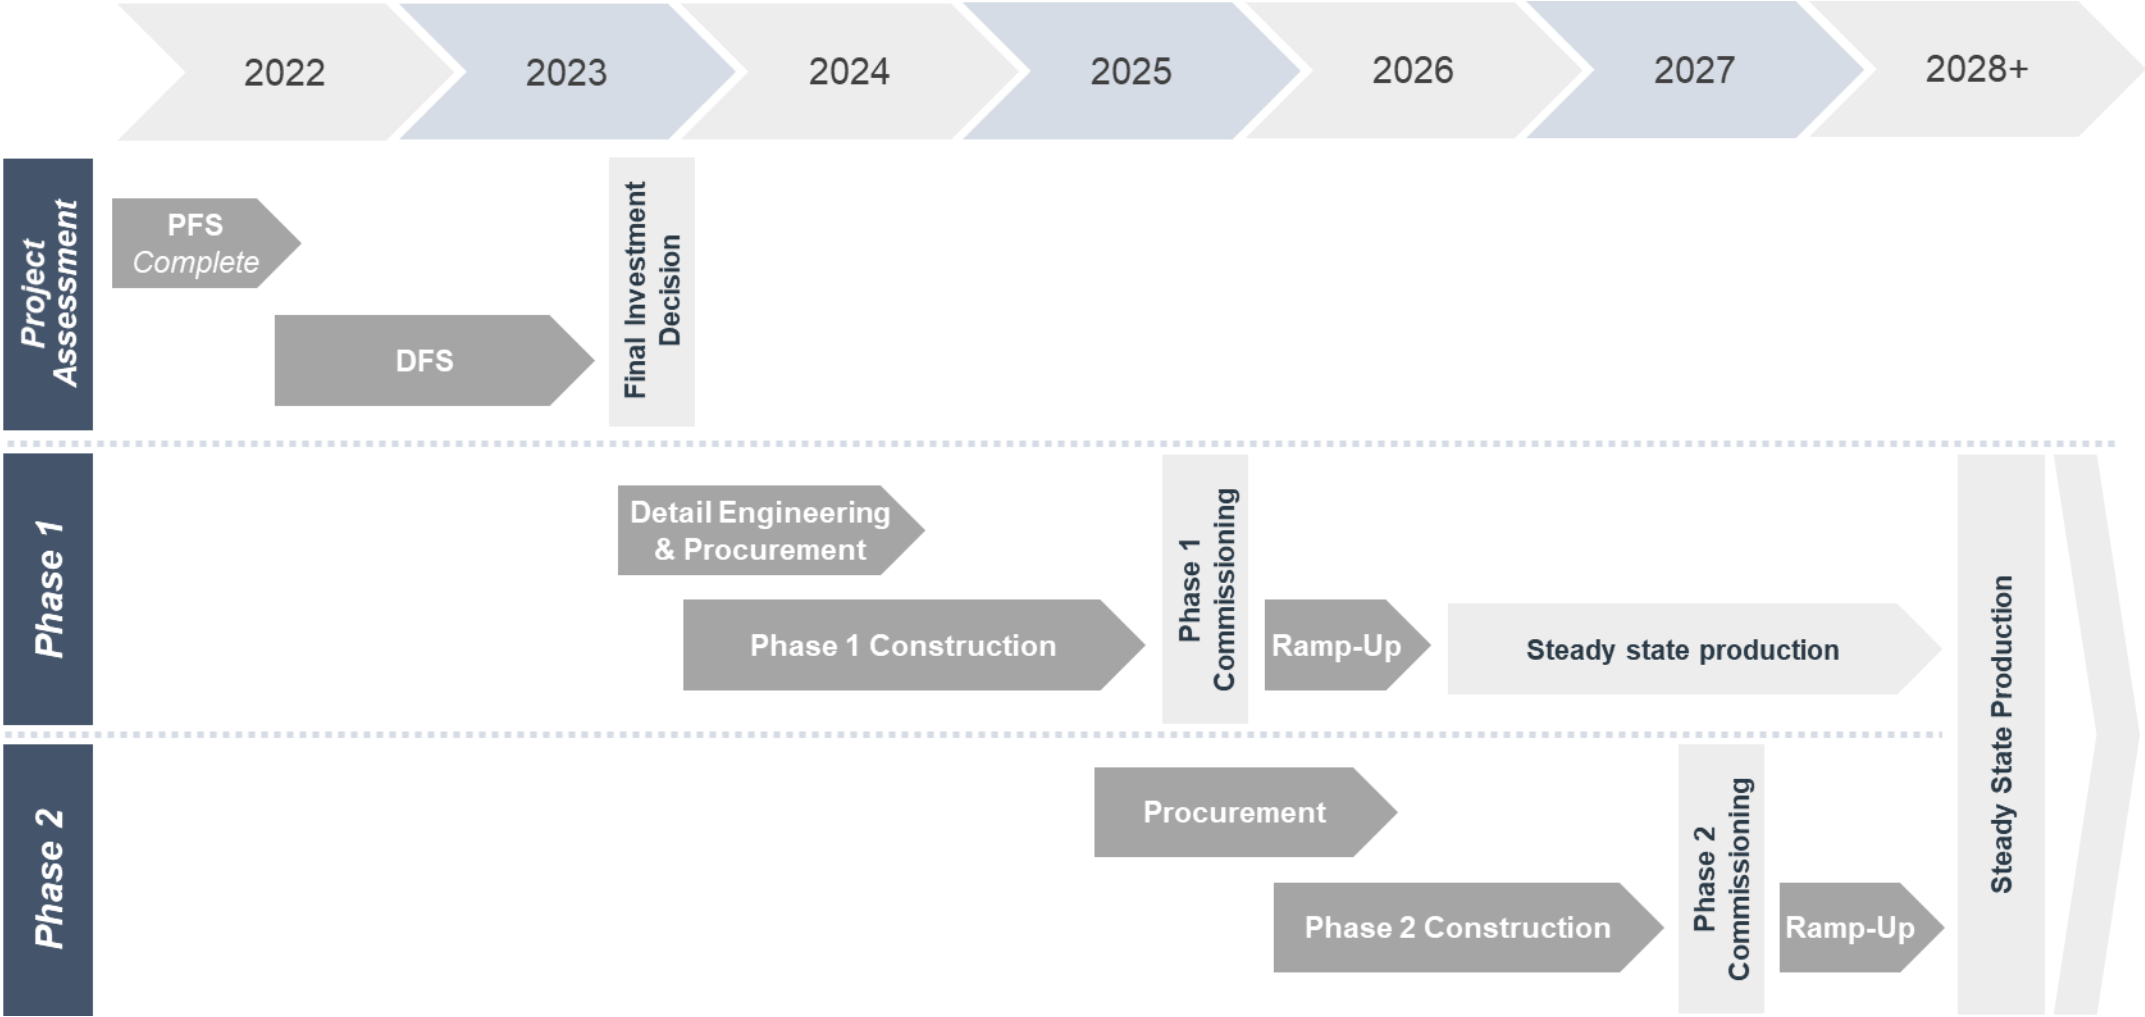 2022
2023
2024
2025
2026
2027
2028+
Project
Assessment
PFS
Complete
DFS
Final Investment
Decision
Phase 1
Detail Engineering
& Procurement
Phase 1 Construction
Phase 1
Commissioning
Ramp-Up
Steady state production
Steady State Production
Phase 2
Procurement
Phase 2 Construction
Phase 2
Commissioning
Ramp-Up